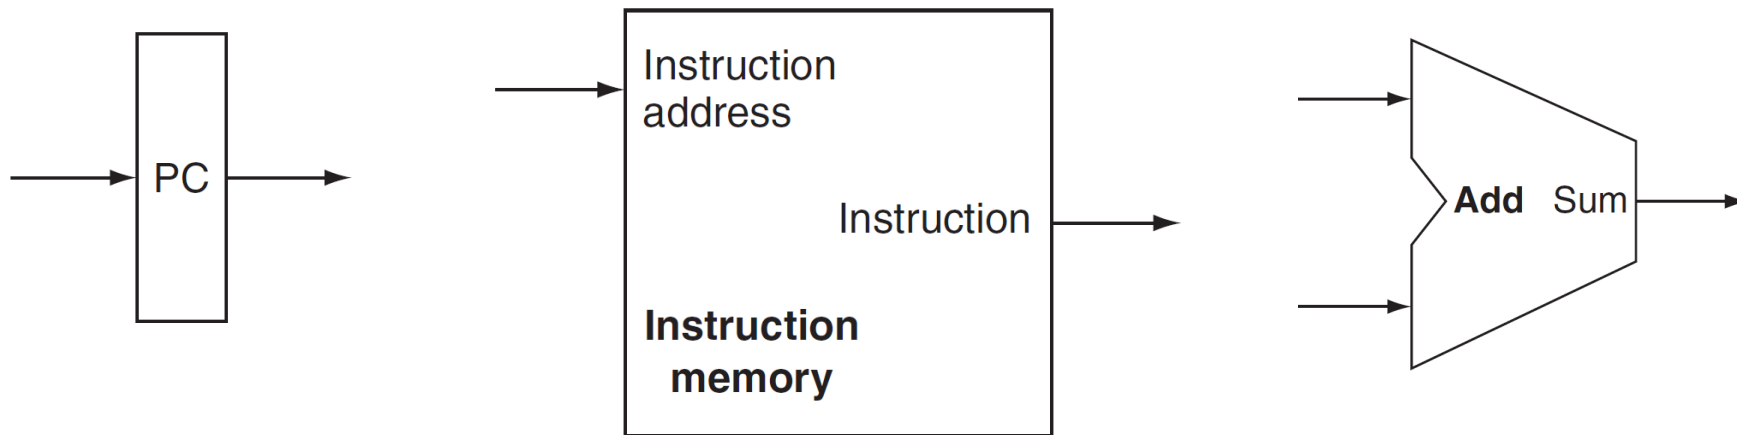 PC
Instruction
address
Instruction
Instruction
memory
Add Sum